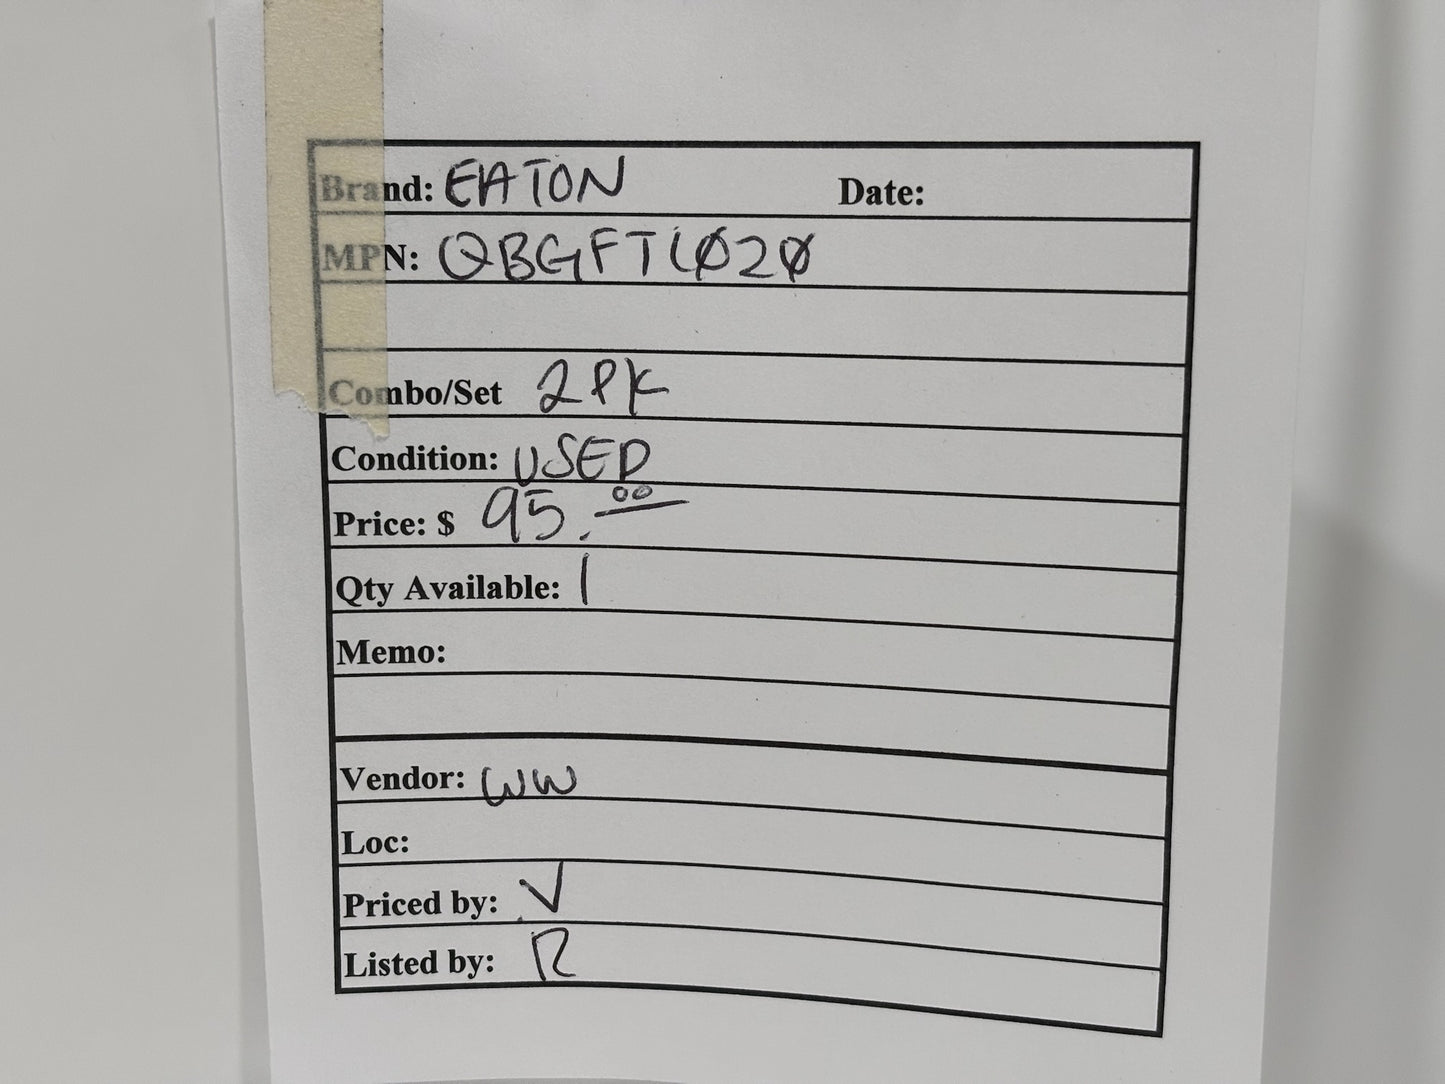 Brand: EATON Date:
MPN: QBGFT1020
Combo/Set 2PK
Condition: USED
Price: $ 95.00
Qty Available: 1
Memo:
Vendor: WW
Loc:
Priced by: V
Listed by: R